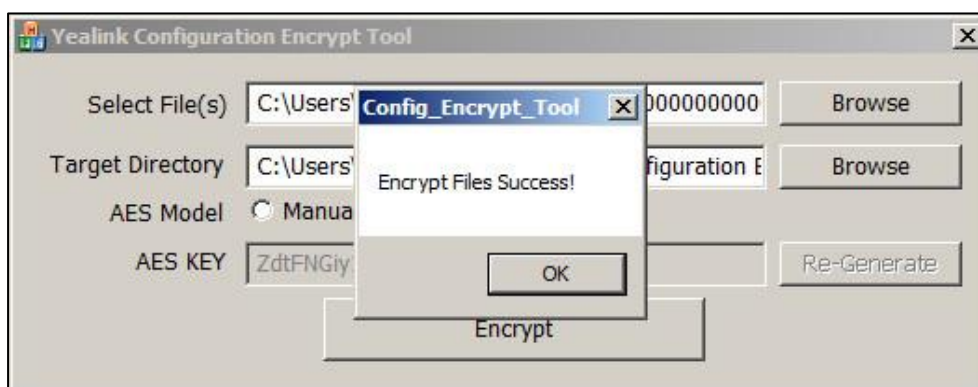 Yealink Configuration Encrypt Tool
Select File(s) C:\Users\ 000000000 Browse
Config_Encrypt_Tool
Target Directory C:\Users\ figuration E Browse
Encrypt Files Success!
AES Model Manua
AES KEY ZdtFNGiy Re-Generate
OK
Encrypt